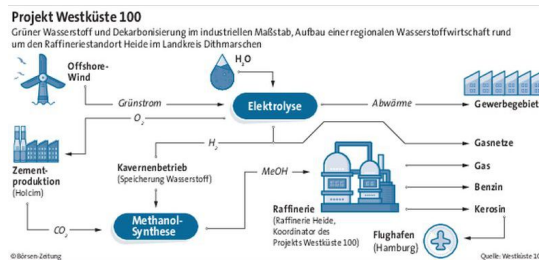 Projekt Westküste 100
Grüner Wasserstoff und Dekarbonisierung im industriellen Maßstab, Aufbau einer regionalen Wasserstoffwirtschaft rund
um den Raffineriestandort Heide im Landkreis Dithmarschen
Offshore-
Wind
H₂O
Grünstrom
Elektrolyse
Abwärme
Gewerbegebiet
O₂
H₂
Gasnetze
Zement-
produktion
(Holcim)
Kavernenbetrieb
(Speicherung Wasserstoff)
MeOH
Gas
Benzin
Kerosin
CO₂
Methanol-
Synthese
Raffinerie
(Raffinerie Heide,
Koordinator des
Projekts Westküste 100)
Flughafen
(Hamburg)
© Börsen-Zeitung
Quelle: Westküste 10